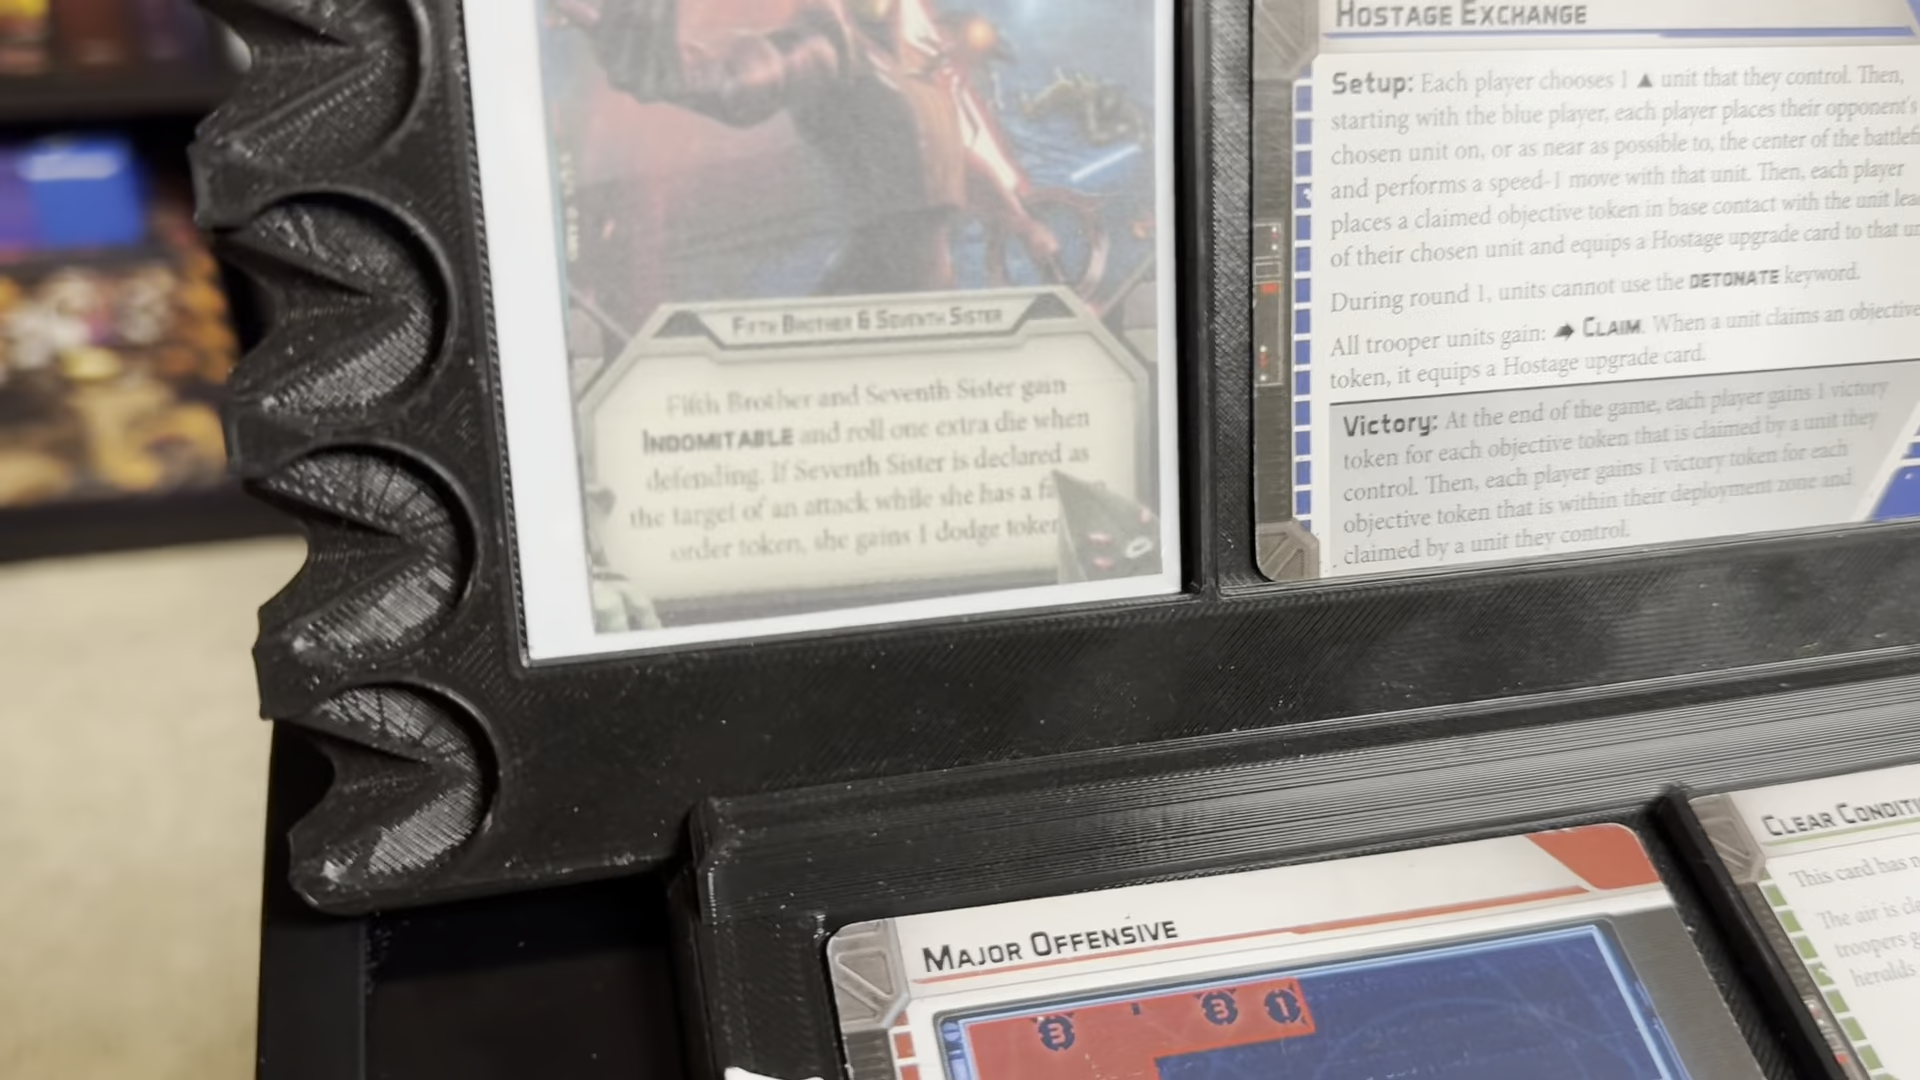 FIFTH BROTHER & SEVENTH SISTER
Fifth Brother and Seventh Sister gain
INDOMITABLE and roll one extra die when
defending. If Seventh Sister is declared as
the target of an attack while she has a
order token, she gains 1 dodge token
HOSTAGE EXCHANGE
Setup: Each player chooses 1 ▲ unit that they control. Then,
starting with the blue player, each player places their opponent's
chosen unit on, or as near as possible to, the center of the battlefi
and performs a speed-1 move with that unit. Then, each player
places a claimed objective token in base contact with the unit lea
of their chosen unit and equips a Hostage upgrade card to that un
During round 1, units cannot use the DETONATE keyword.
All trooper units gain: CLAIM. When a unit claims an objective
token, it equips a Hostage upgrade card.
Victory: At the end of the game, each player gains 1 victory
token for each objective token that is claimed by a unit they
control. Then, each player gains 1 victory token for each
objective token that is within their deployment zone and
claimed by a unit they control.
MAJOR OFFENSIVE
3 3 1
CLEAR CONDITI
This card has n
The air is cle
troopers g
heralds